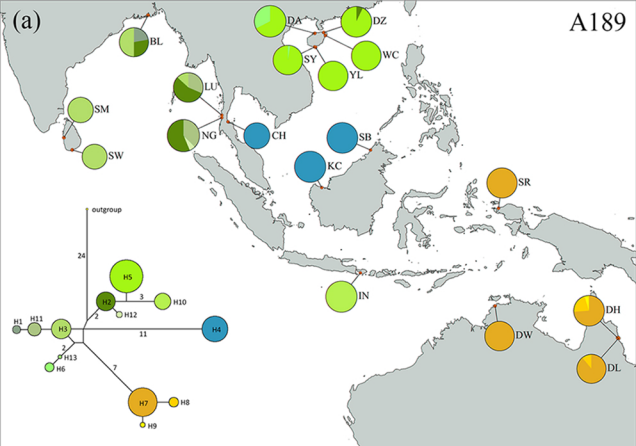 (a)
A189
DA
DZ
BL
WC
SY
YL
LU
SM
NG
CH
SB
SW
KC
SR
outgroup
24
H5
IN
H2
3
H10
2
H12
DH
H1
H11
H3
11
H4
DW
2
H13
H6
7
DL
H7
H8
H9